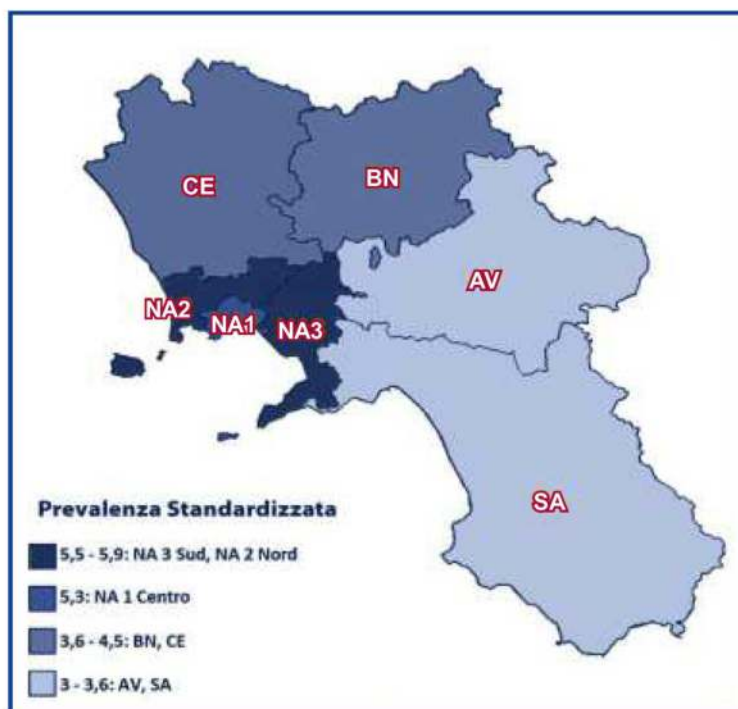 CE
BN
AV
NA2
NA1
NA3
SA
Prevalenza Standardizzata
5,5 - 5,9: NA 3 Sud, NA 2 Nord
5,3: NA 1 Centro
3,6 - 4,5: BN, CE
3 - 3,6: AV, SA